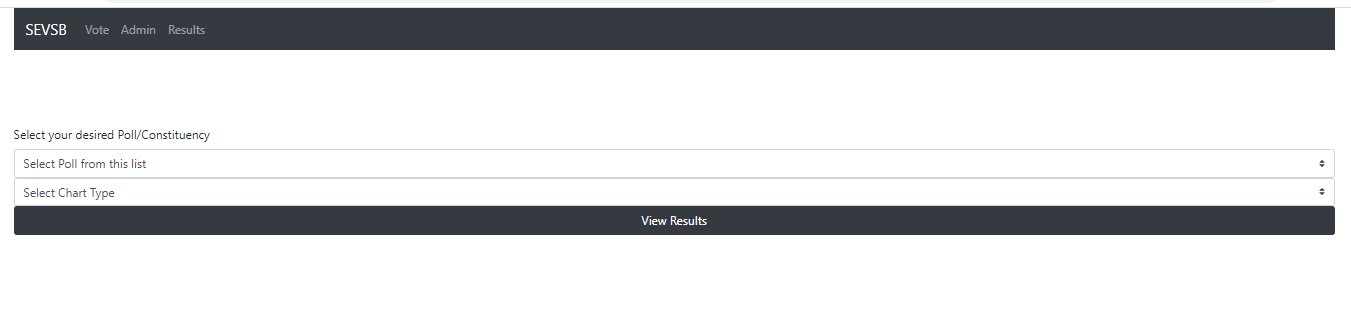 SEVSB Vote Admin Results
Select your desired Poll/Constituency
Select Poll from this list
Select Chart Type
View Results